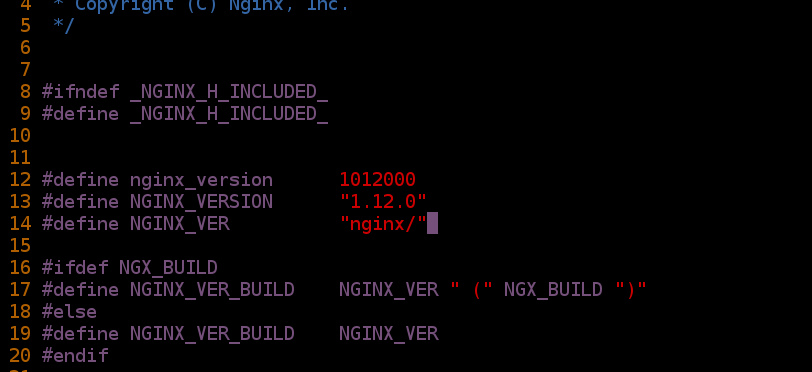 4  * Copyright (C) Nginx, Inc.
5  */
6
7
8 #ifndef _NGINX_H_INCLUDED_
9 #define _NGINX_H_INCLUDED_
10
11
12 #define nginx_version      1012000
13 #define NGINX_VERSION      "1.12.0"
14 #define NGINX_VER          "nginx/"
15
16 #ifdef NGX_BUILD
17 #define NGINX_VER_BUILD    NGINX_VER " (" NGX_BUILD ")"
18 #else
19 #define NGINX_VER_BUILD    NGINX_VER
20 #endif